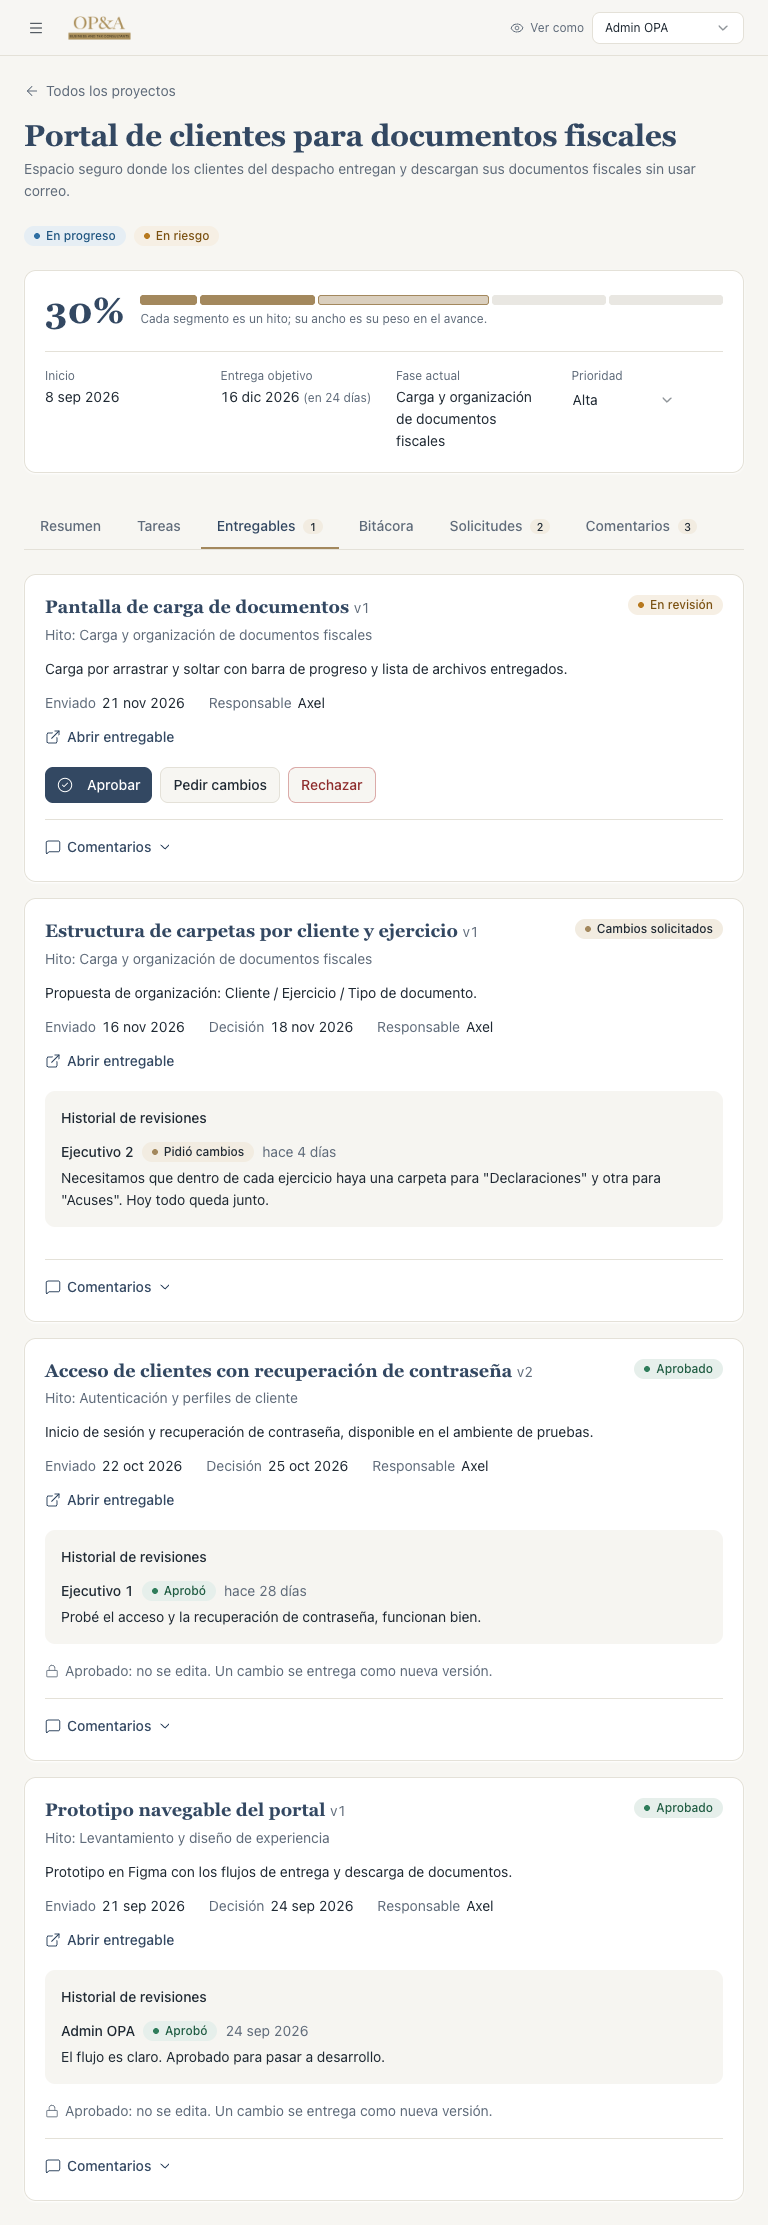 OP&A
Ver como
Admin OPA
Todos los proyectos
Portal de clientes para documentos fiscales
Espacio seguro donde los clientes del despacho entregan y descargan sus documentos fiscales sin usar
correo.
En progreso
En riesgo
30%
Cada segmento es un hito; su ancho es su peso en el avance.
Inicio
8 sep 2026
Entrega objetivo
16 dic 2026 (en 24 días)
Fase actual
Carga y organización
de documentos
fiscales
Prioridad
Alta
Resumen
Tareas
Entregables 1
Bitácora
Solicitudes 2
Comentarios 3
Pantalla de carga de documentos v1
En revisión
Hito: Carga y organización de documentos fiscales
Carga por arrastrar y soltar con barra de progreso y lista de archivos entregados.
Enviado 21 nov 2026 Responsable Axel
Abrir entregable
Aprobar
Pedir cambios
Rechazar
Comentarios
Estructura de carpetas por cliente y ejercicio v1
Cambios solicitados
Hito: Carga y organización de documentos fiscales
Propuesta de organización: Cliente / Ejercicio / Tipo de documento.
Enviado 16 nov 2026 Decisión 18 nov 2026 Responsable Axel
Abrir entregable
Historial de revisiones
Ejecutivo 2 Pidió cambios hace 4 días
Necesitamos que dentro de cada ejercicio haya una carpeta para "Declaraciones" y otra para
"Acuses". Hoy todo queda junto.
Comentarios
Acceso de clientes con recuperación de contraseña v2
Aprobado
Hito: Autenticación y perfiles de cliente
Inicio de sesión y recuperación de contraseña, disponible en el ambiente de pruebas.
Enviado 22 oct 2026 Decisión 25 oct 2026 Responsable Axel
Abrir entregable
Historial de revisiones
Ejecutivo 1 Aprobó hace 28 días
Probé el acceso y la recuperación de contraseña, funcionan bien.
Aprobado: no se edita. Un cambio se entrega como nueva versión.
Comentarios
Prototipo navegable del portal v1
Aprobado
Hito: Levantamiento y diseño de experiencia
Prototipo en Figma con los flujos de entrega y descarga de documentos.
Enviado 21 sep 2026 Decisión 24 sep 2026 Responsable Axel
Abrir entregable
Historial de revisiones
Admin OPA Aprobó 24 sep 2026
El flujo es claro. Aprobado para pasar a desarrollo.
Aprobado: no se edita. Un cambio se entrega como nueva versión.
Comentarios